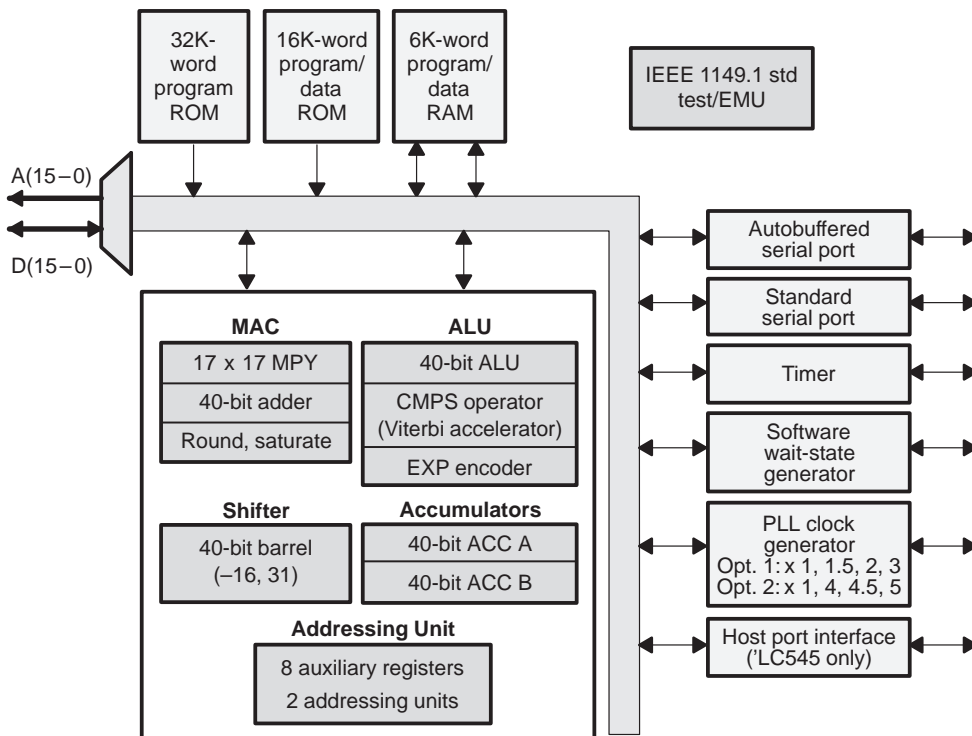 32K-
word
program
ROM
16K-word
program/
data
ROM
6K-word
program/
data
RAM
IEEE 1149.1 std
test/EMU
A(15–0)
D(15–0)
Autobuffered
serial port
Standard
serial port
Timer
Software
wait-state
generator
PLL clock
generator
Opt. 1: x 1, 1.5, 2, 3
Opt. 2: x 1, 4, 4.5, 5
Host port interface
('LC545 only)
MAC
17 x 17 MPY
40-bit adder
Round, saturate
ALU
40-bit ALU
CMPS operator
(Viterbi accelerator)
EXP encoder
Shifter
40-bit barrel
(–16, 31)
Accumulators
40-bit ACC A
40-bit ACC B
Addressing Unit
8 auxiliary registers
2 addressing units